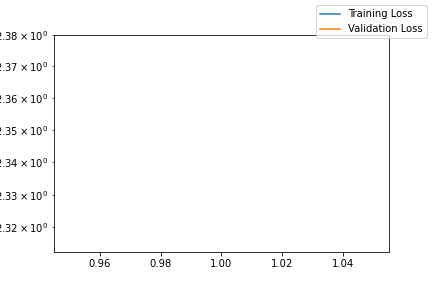 Training Loss
Validation Loss
2.38 × 10⁰
2.37 × 10⁰
2.36 × 10⁰
2.35 × 10⁰
2.34 × 10⁰
2.33 × 10⁰
2.32 × 10⁰
0.96 0.98 1.00 1.02 1.04